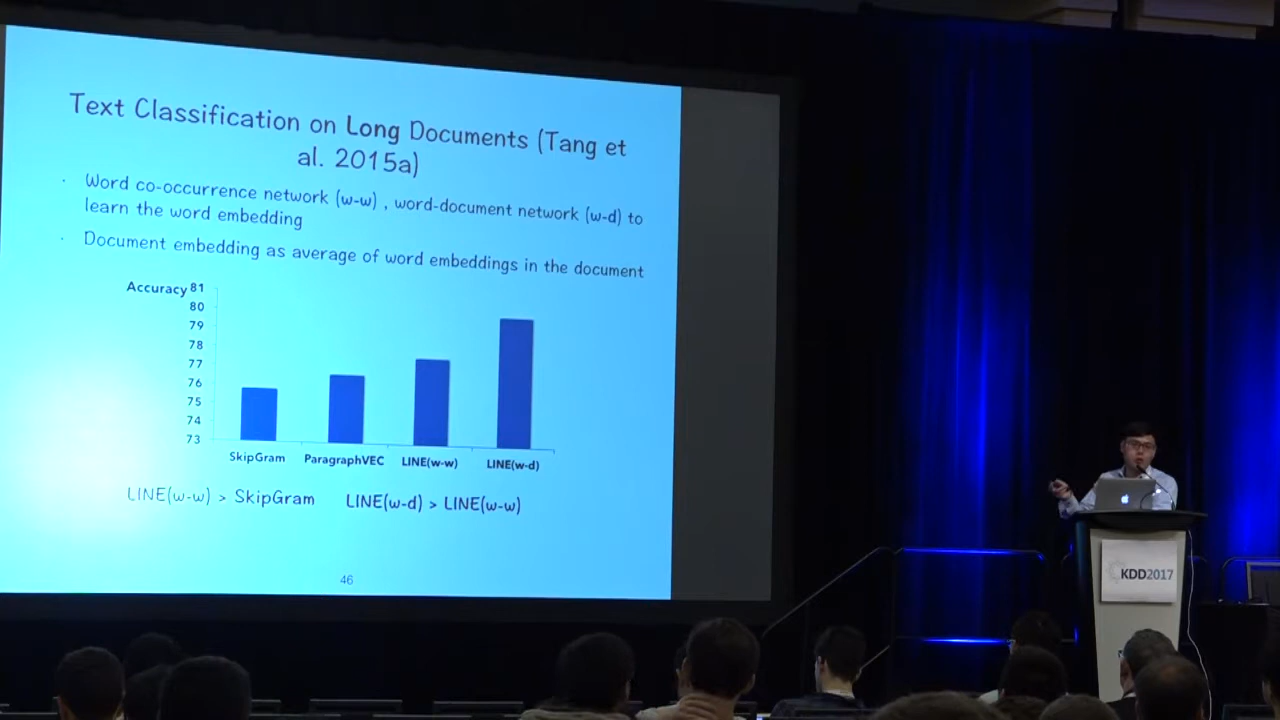 Text Classification on Long Documents (Tang et
al. 2015a)
· Word co-occurrence network (w-w) , word-document network (w-d) to
learn the word embedding
· Document embedding as average of word embeddings in the document
Accuracy 81
80
79
78
77
76
75
74
73
SkipGram ParagraphVEC LINE(w-w) LINE(w-d)
LINE(w-w) > SkipGram LINE(w-d) > LINE(w-w)
46
KDD2017